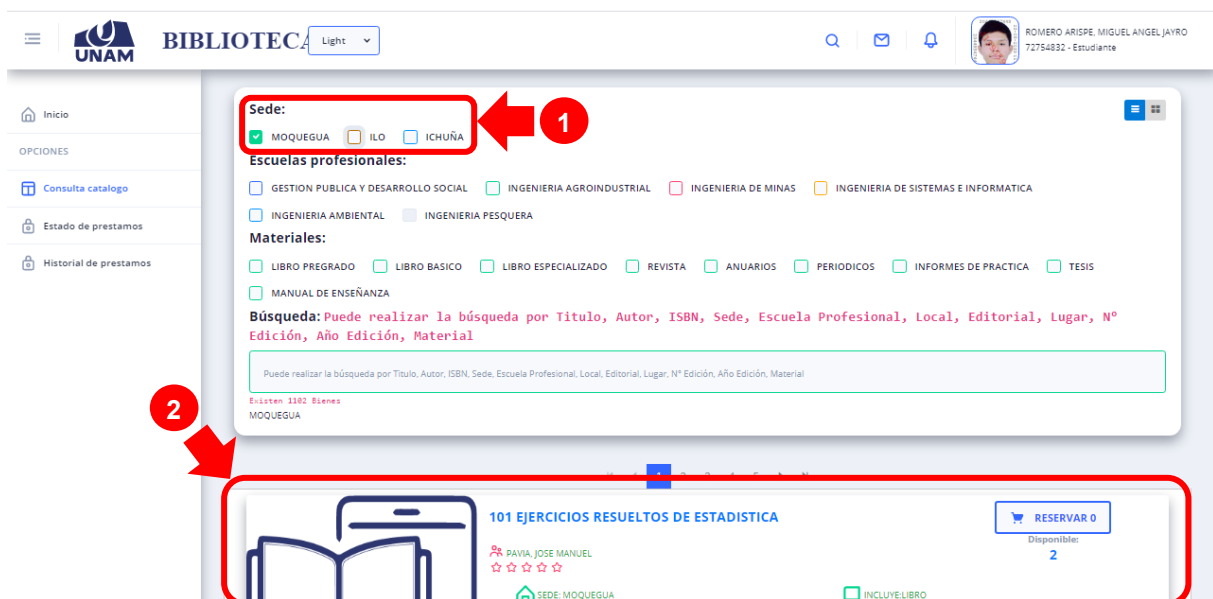 UNAM
BIBLIOTECA
Light
ROMERO ARISPE, MIGUEL ANGEL JAYRO
72754832 - Estudiante
Inicio
OPCIONES
Consulta catalogo
Estado de prestamos
Historial de prestamos
Sede:
MOQUEGUA ILO ICHUÑA
1
Escuelas profesionales:
GESTION PUBLICA Y DESARROLLO SOCIAL INGENIERIA AGROINDUSTRIAL INGENIERIA DE MINAS INGENIERIA DE SISTEMAS E INFORMATICA
INGENIERIA AMBIENTAL INGENIERIA PESQUERA
Materiales:
LIBRO PREGRADO LIBRO BASICO LIBRO ESPECIALIZADO REVISTA ANUARIOS PERIODICOS INFORMES DE PRACTICA TESIS
MANUAL DE ENSEÑANZA
Búsqueda: Puede realizar la búsqueda por Titulo, Autor, ISBN, Sede, Escuela Profesional, Local, Editorial, Lugar, N°
Edición, Año Edición, Material
Puede realizar la búsqueda por Titulo, Autor, ISBN, Sede, Escuela Profesional, Local, Editorial, Lugar, N° Edición, Año Edición, Material
Existen 1102 Bienes
MOQUEGUA
2
101 EJERCICIOS RESUELTOS DE ESTADISTICA
RESERVAR 0
Disponible:
2
PAVIA, JOSE MANUEL
SEDE: MOQUEGUA
INCLUYE:LIBRO